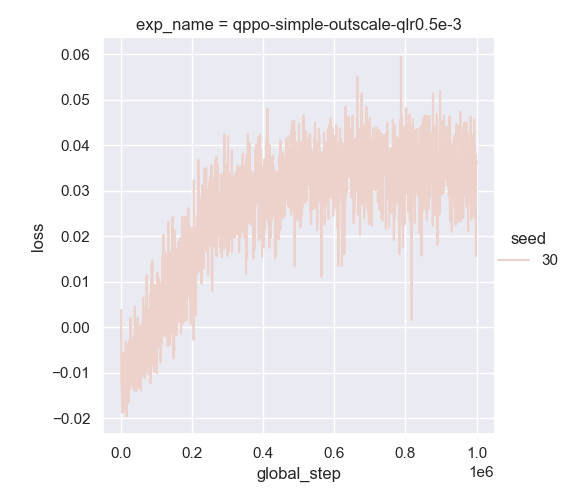 exp_name = qppo-simple-outscale-qlr0.5e-3
0.06
0.05
0.04
0.03
0.02
0.01
0.00
−0.01
−0.02
loss
seed
30
0.0 0.2 0.4 0.6 0.8 1.0
1e6
global_step